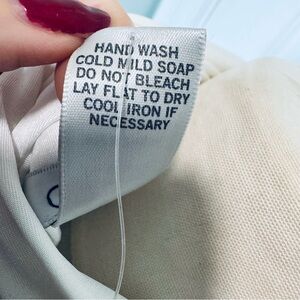 HAND WASH
COLD MILD SOAP
DO NOT BLEACH
LAY FLAT TO DRY
COOL IRON IF
NECESSARY